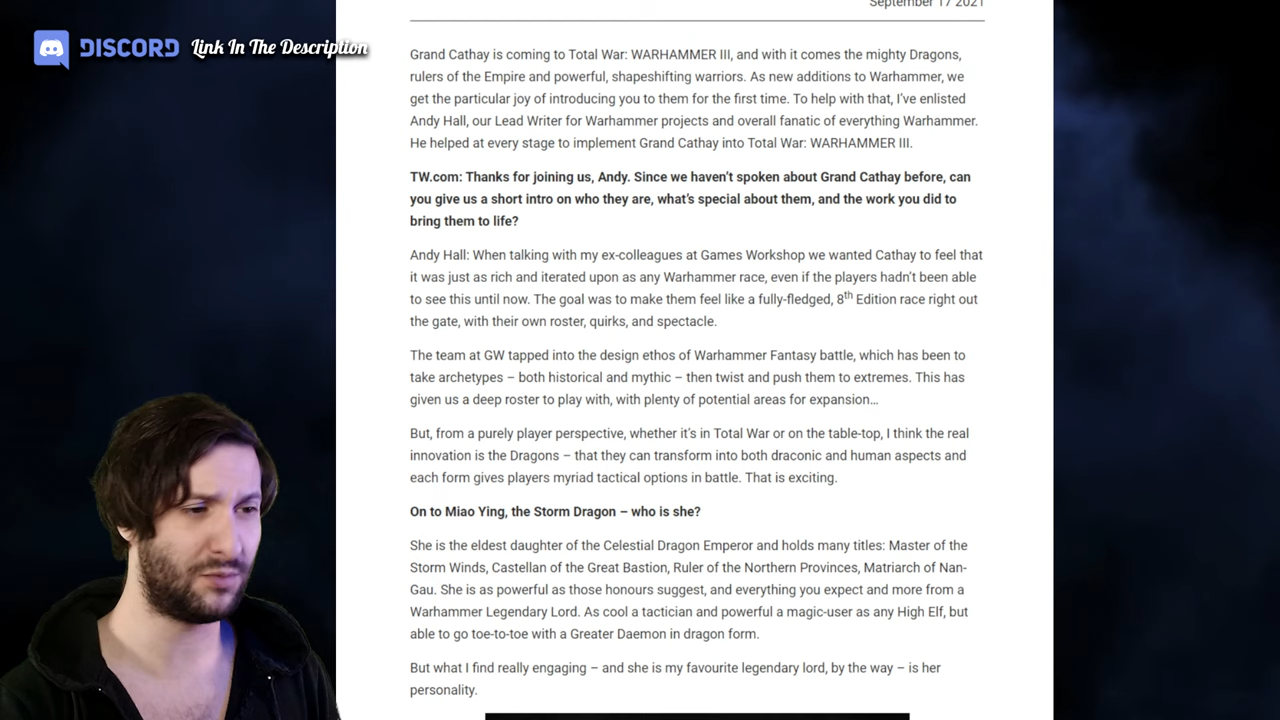 September 17 2021
DISCORD Link In The Description
Grand Cathay is coming to Total War: WARHAMMER III, and with it comes the mighty Dragons,
rulers of the Empire and powerful, shapeshifting warriors. As new additions to Warhammer, we
get the particular joy of introducing you to them for the first time. To help with that, I’ve enlisted
Andy Hall, our Lead Writer for Warhammer projects and overall fanatic of everything Warhammer.
He helped at every stage to implement Grand Cathay into Total War: WARHAMMER III.
TW.com: Thanks for joining us, Andy. Since we haven’t spoken about Grand Cathay before, can
you give us a short intro on who they are, what’s special about them, and the work you did to
bring them to life?
Andy Hall: When talking with my ex-colleagues at Games Workshop we wanted Cathay to feel that
it was just as rich and iterated upon as any Warhammer race, even if the players hadn’t been able
to see this until now. The goal was to make them feel like a fully-fledged, 8th Edition race right out
the gate, with their own roster, quirks, and spectacle.
The team at GW tapped into the design ethos of Warhammer Fantasy battle, which has been to
take archetypes – both historical and mythic – then twist and push them to extremes. This has
given us a deep roster to play with, with plenty of potential areas for expansion…
But, from a purely player perspective, whether it’s in Total War or on the table-top, I think the real
innovation is the Dragons – that they can transform into both draconic and human aspects and
each form gives players myriad tactical options in battle. That is exciting.
On to Miao Ying, the Storm Dragon – who is she?
She is the eldest daughter of the Celestial Dragon Emperor and holds many titles: Master of the
Storm Winds, Castellan of the Great Bastion, Ruler of the Northern Provinces, Matriarch of Nan-
Gau. She is as powerful as those honours suggest, and everything you expect and more from a
Warhammer Legendary Lord. As cool a tactician and powerful a magic-user as any High Elf, but
able to go toe-to-toe with a Greater Daemon in dragon form.
But what I find really engaging – and she is my favourite legendary lord, by the way – is her
personality.